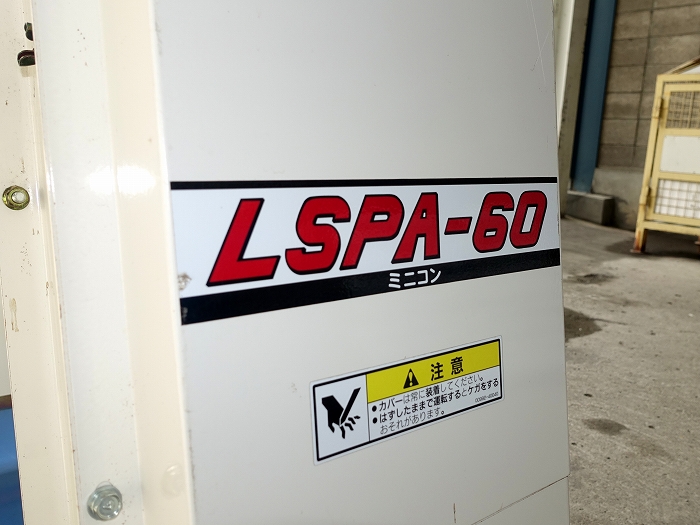 LSPA-60
ミニコン
注意
●カバーは常に装着してください。
●はずしたままで運転するとケガをする
おそれがあります。